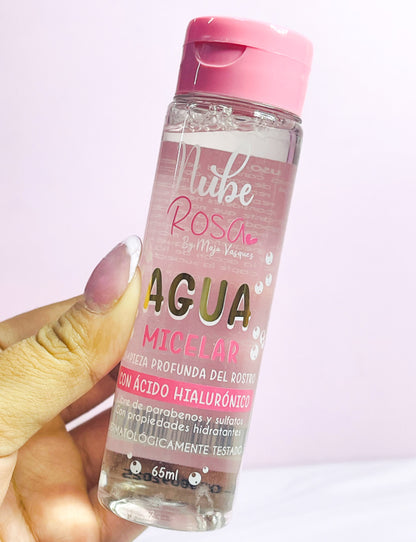 Nube
Rosa
By: Maja Vasques
AGUA
MICELAR
LIMPIEZA PROFUNDA DEL ROSTRO
CON ÁCIDO HIALURÓNICO
Libre de parabenos y sulfatos
con propiedades hidratantes
DERMATOLÓGICAMENTE TESTADO
65ml